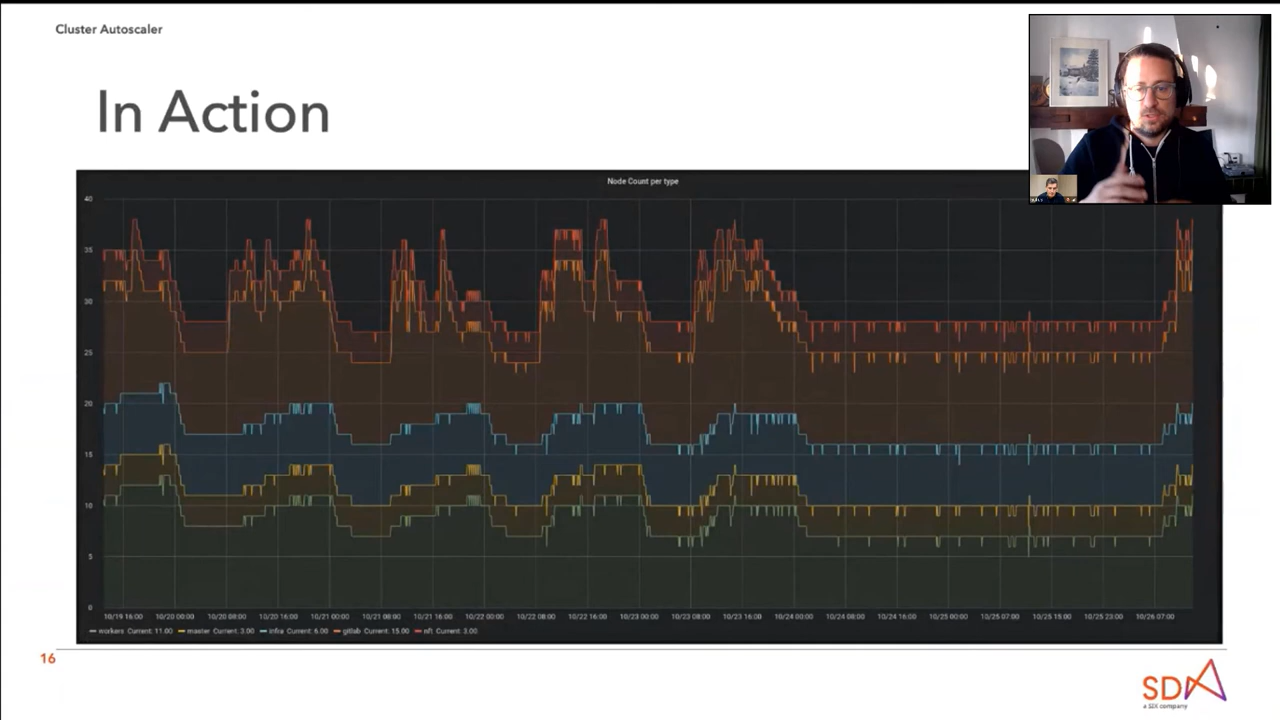 Cluster Autoscaler
In Action
Node Count per type
40
35
30
25
20
15
10
5
0
10/19 16:00 10/20 00:00 10/20 08:00 10/20 16:00 10/21 00:00 10/21 08:00 10/21 16:00 10/22 00:00 10/22 08:00 10/22 16:00 10/23 00:00 10/23 08:00 10/23 16:00 10/24 00:00 10/24 08:00 10/24 16:00 10/25 00:00 10/25 07:00 10/25 15:00 10/25 23:00 10/26 07:00
workers Current: 11.00 master Current: 3.00 infra Current: 6.00 gitlab Current: 15.00 nft Current: 3.00
16
SDX
a SIX company